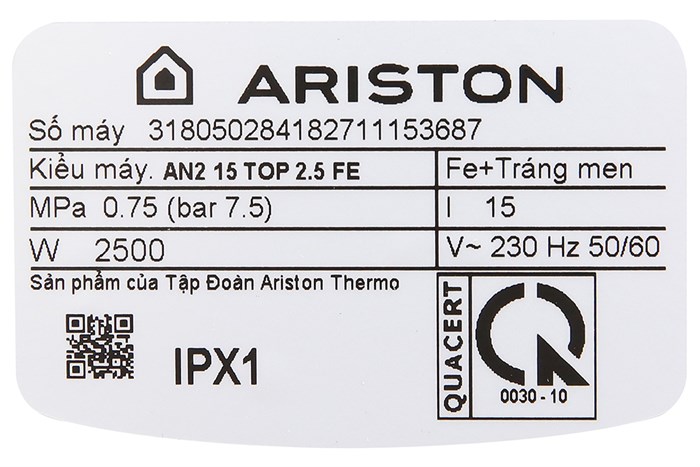 ARISTON
Số máy 318050284182711153687
Kiểu máy. AN2 15 TOP 2.5 FE Fe+Tráng men
MPa 0.75 (bar 7.5) I 15
W 2500 V~ 230 Hz 50/60
Sản phẩm của Tập Đoàn Ariston Thermo
IPX1
QUACERT
0030 - 10